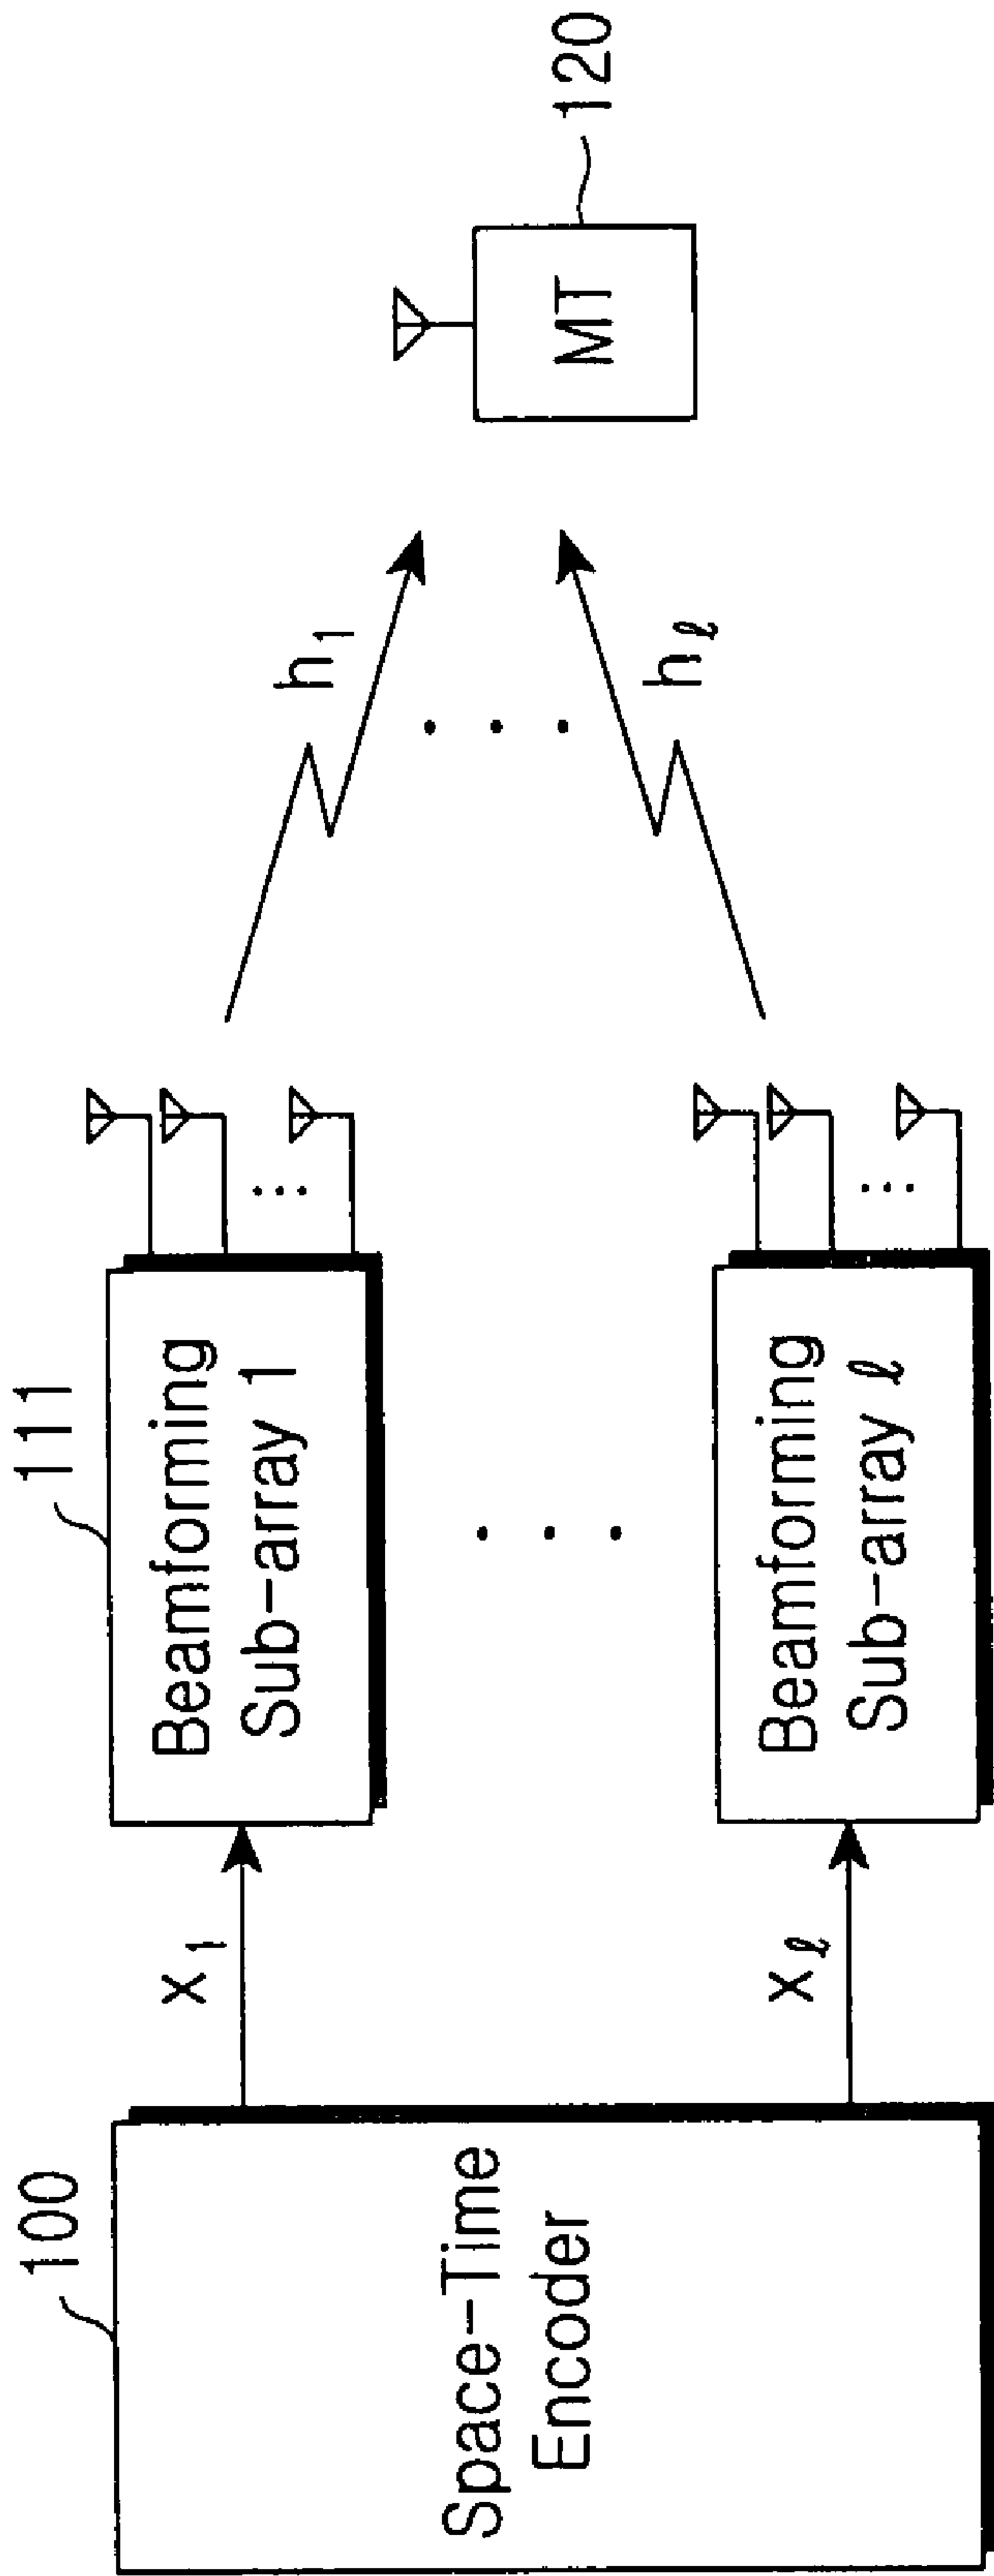 100
Space-Time
Encoder
x₁
xℓ
111
Beamforming
Sub-array 1
Beamforming
Sub-array ℓ
h₁
hℓ
MT
120